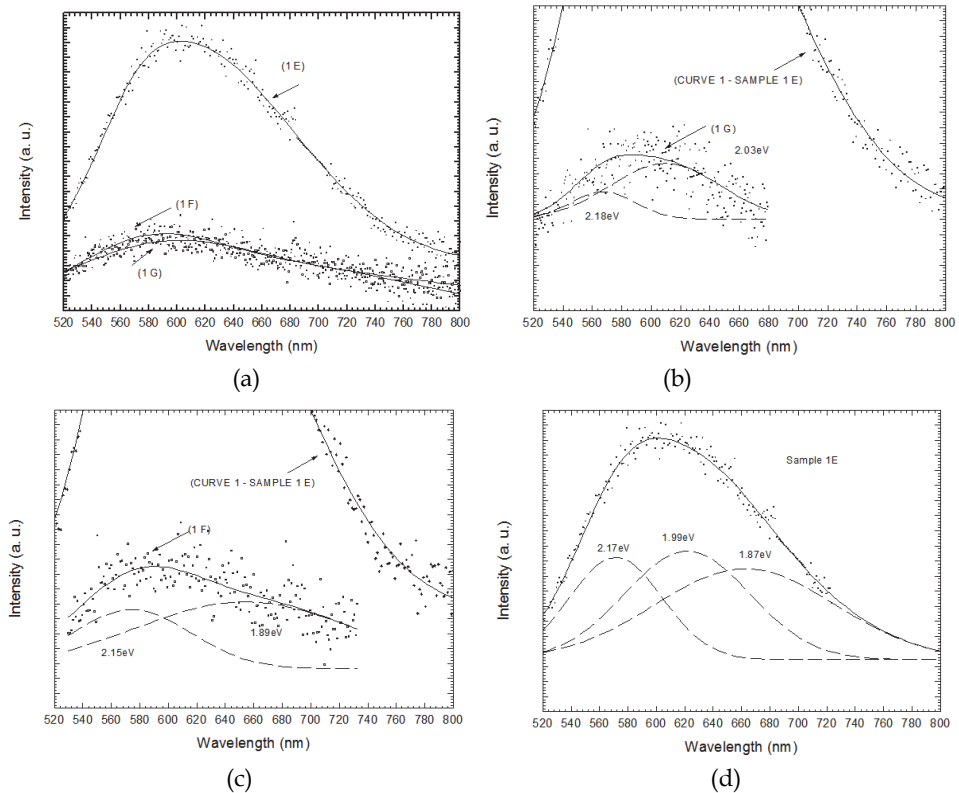 Intensity (a. u.)
(1 E)
(1 F)
(1 G)
520 540 560 580 600 620 640 660 680 700 720 740 760 780 800
Wavelength (nm)
(a)
Intensity (a. u.)
(CURVE 1 - SAMPLE 1 E)
(1 G)
2.03eV
2.18eV
520 540 560 580 600 620 640 660 680 700 720 740 760 780 800
Wavelength (nm)
(b)
Intensity (a. u.)
(CURVE 1 - SAMPLE 1 E)
(1 F)
1.89eV
2.15eV
520 540 560 580 600 620 640 660 680 700 720 740 760 780 800
Wavelength (nm)
(c)
Intensity (a. u.)
Sample 1E
2.17eV
1.99eV
1.87eV
520 540 560 580 600 620 640 660 680 700 720 740 760 780 800
Wavelength (nm)
(d)